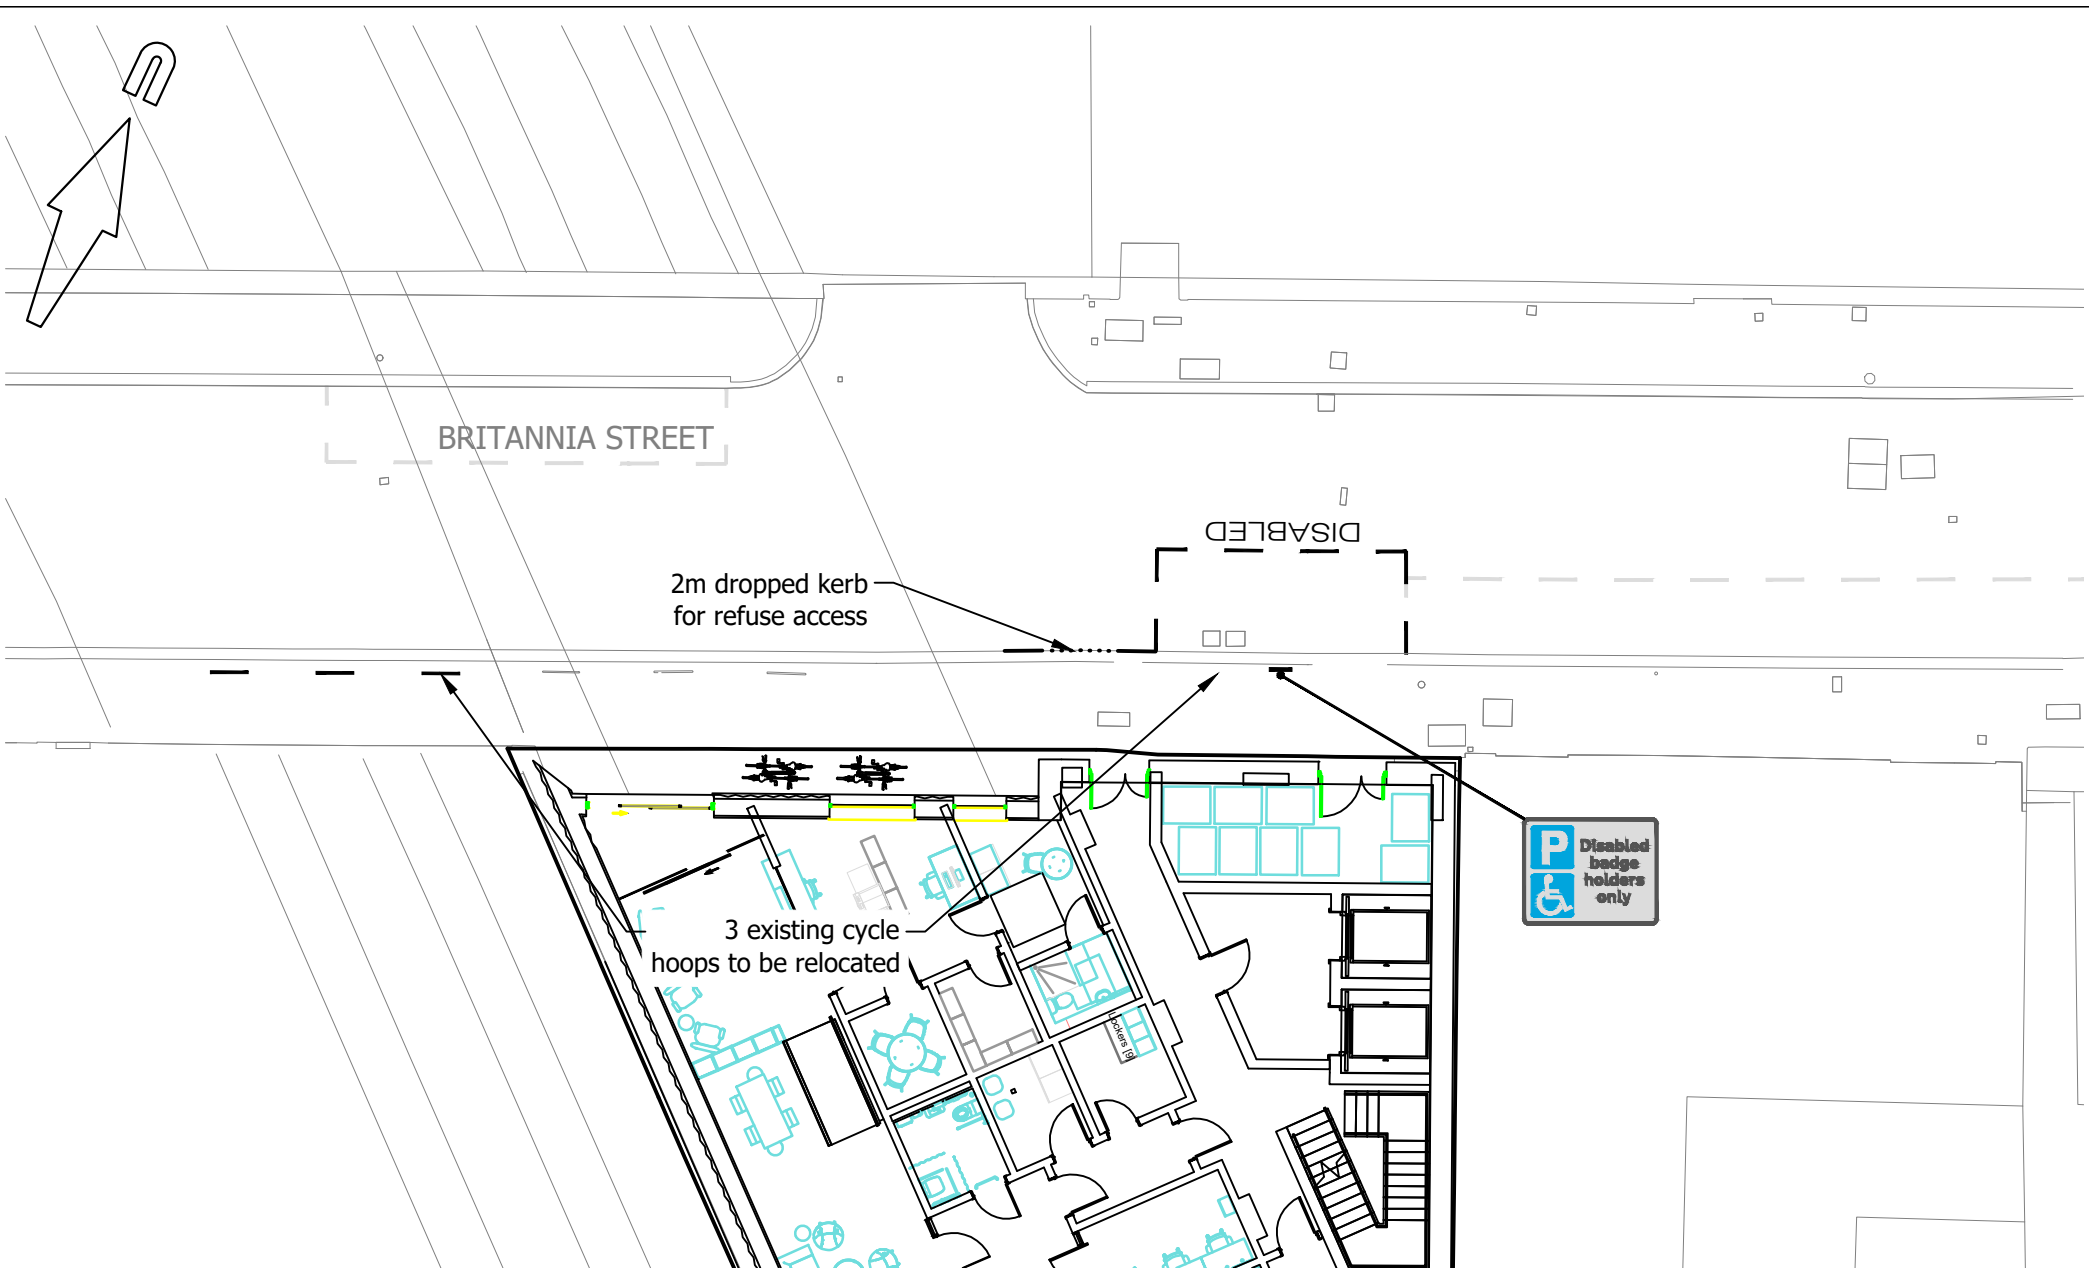 n
BRITANNIA STREET
DISABLED
2m dropped kerb
for refuse access
P
Disabled
badge
holders
only
3 existing cycle
hoops to be relocated
Lockers [9]